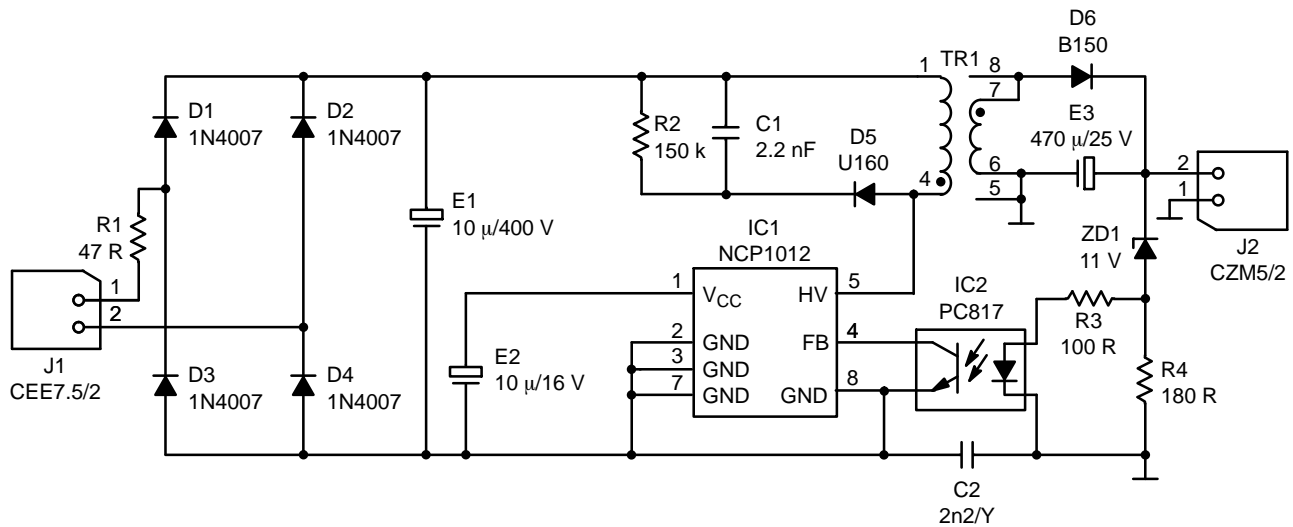 D6
B150
1
TR1
8
7
D1
1N4007
D2
1N4007
E3
470 μ/25 V
R2
150 k
C1
2.2 nF
D5
U160
4
6
5
2
1
R1
47 R
E1
10 μ/400 V
IC1
NCP1012
ZD1
11 V
J2
CZM5/2
1
2
J1
CEE7.5/2
1
VCC
HV
5
IC2
PC817
R3
100 R
2
GND
FB
4
3
GND
7
GND
GND
8
E2
10 μ/16 V
D3
1N4007
D4
1N4007
R4
180 R
C2
2n2/Y